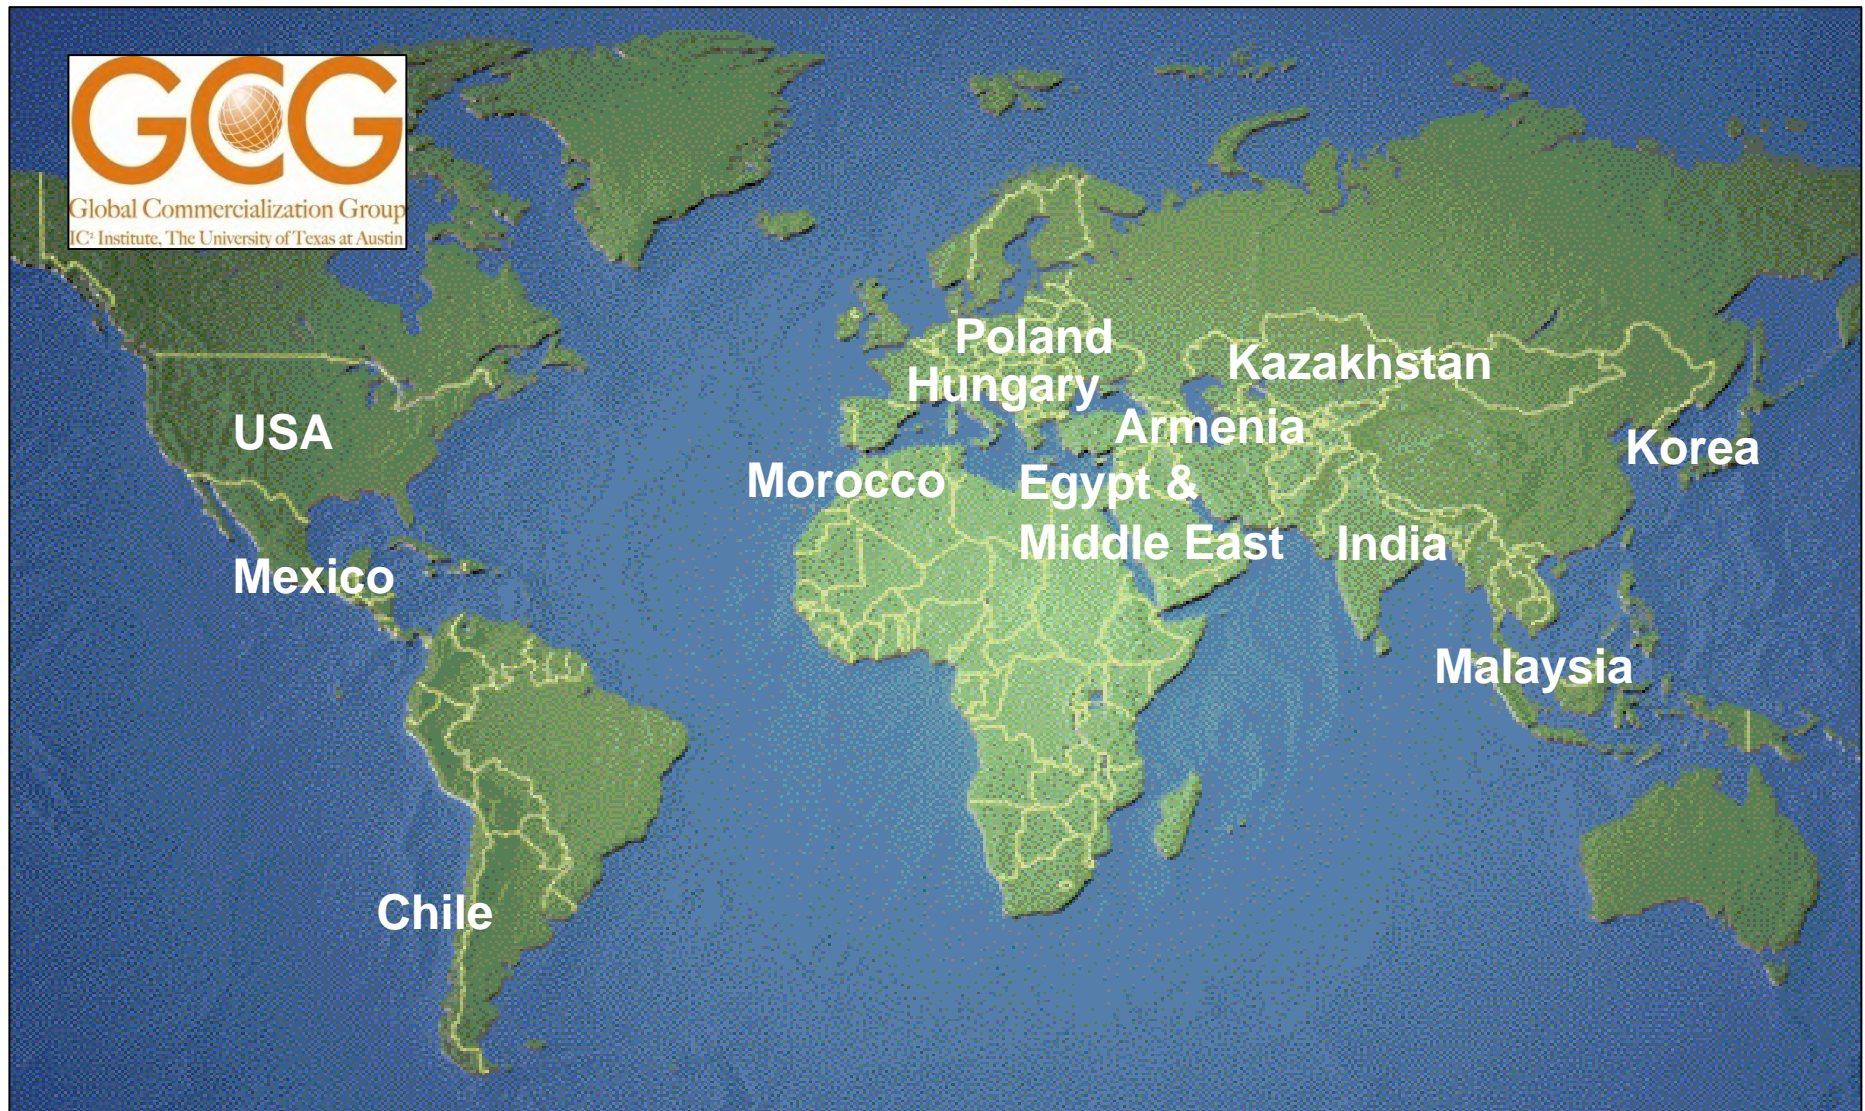 GCG
Global Commercialization Group
IC² Institute, The University of Texas at Austin
Poland
Kazakhstan
Hungary
USA
Armenia
Korea
Morocco
Egypt &
Middle East
India
Mexico
Malaysia
Chile